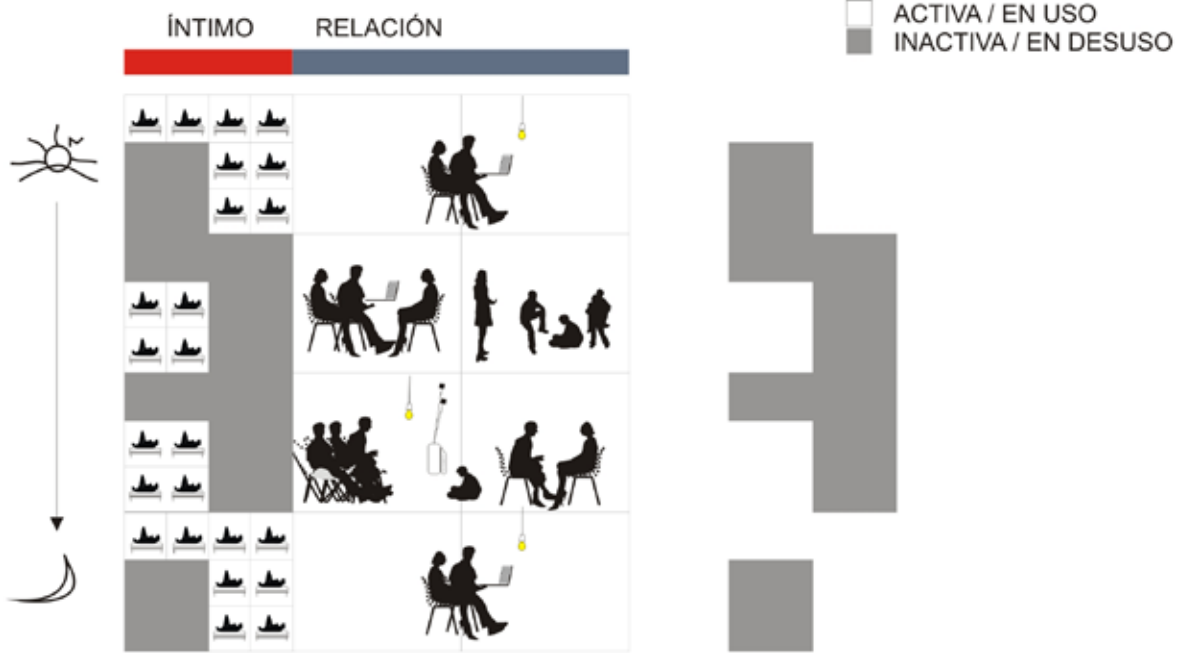 ÍNTIMO
RELACIÓN
ACTIVA / EN USO
INACTIVA / EN DESUSO